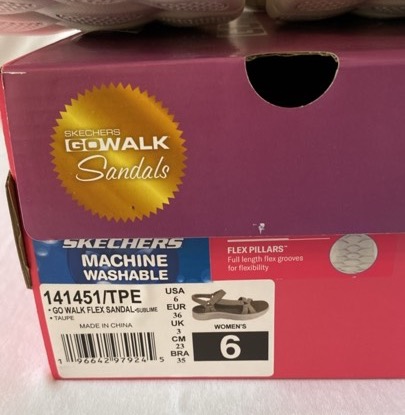 SKECHERS
GOWALK
Sandals
SKECHERS
MACHINE
WASHABLE
FLEX PILLARS™
Full length flex grooves
for flexibility
141451/TPE
• GO WALK FLEX SANDAL-SUBLIME
• TAUPE
MADE IN CHINA
1 96642 97924 5
USA
6
EUR
36
UK
3
CM
23
BRA
35
WOMEN'S
6